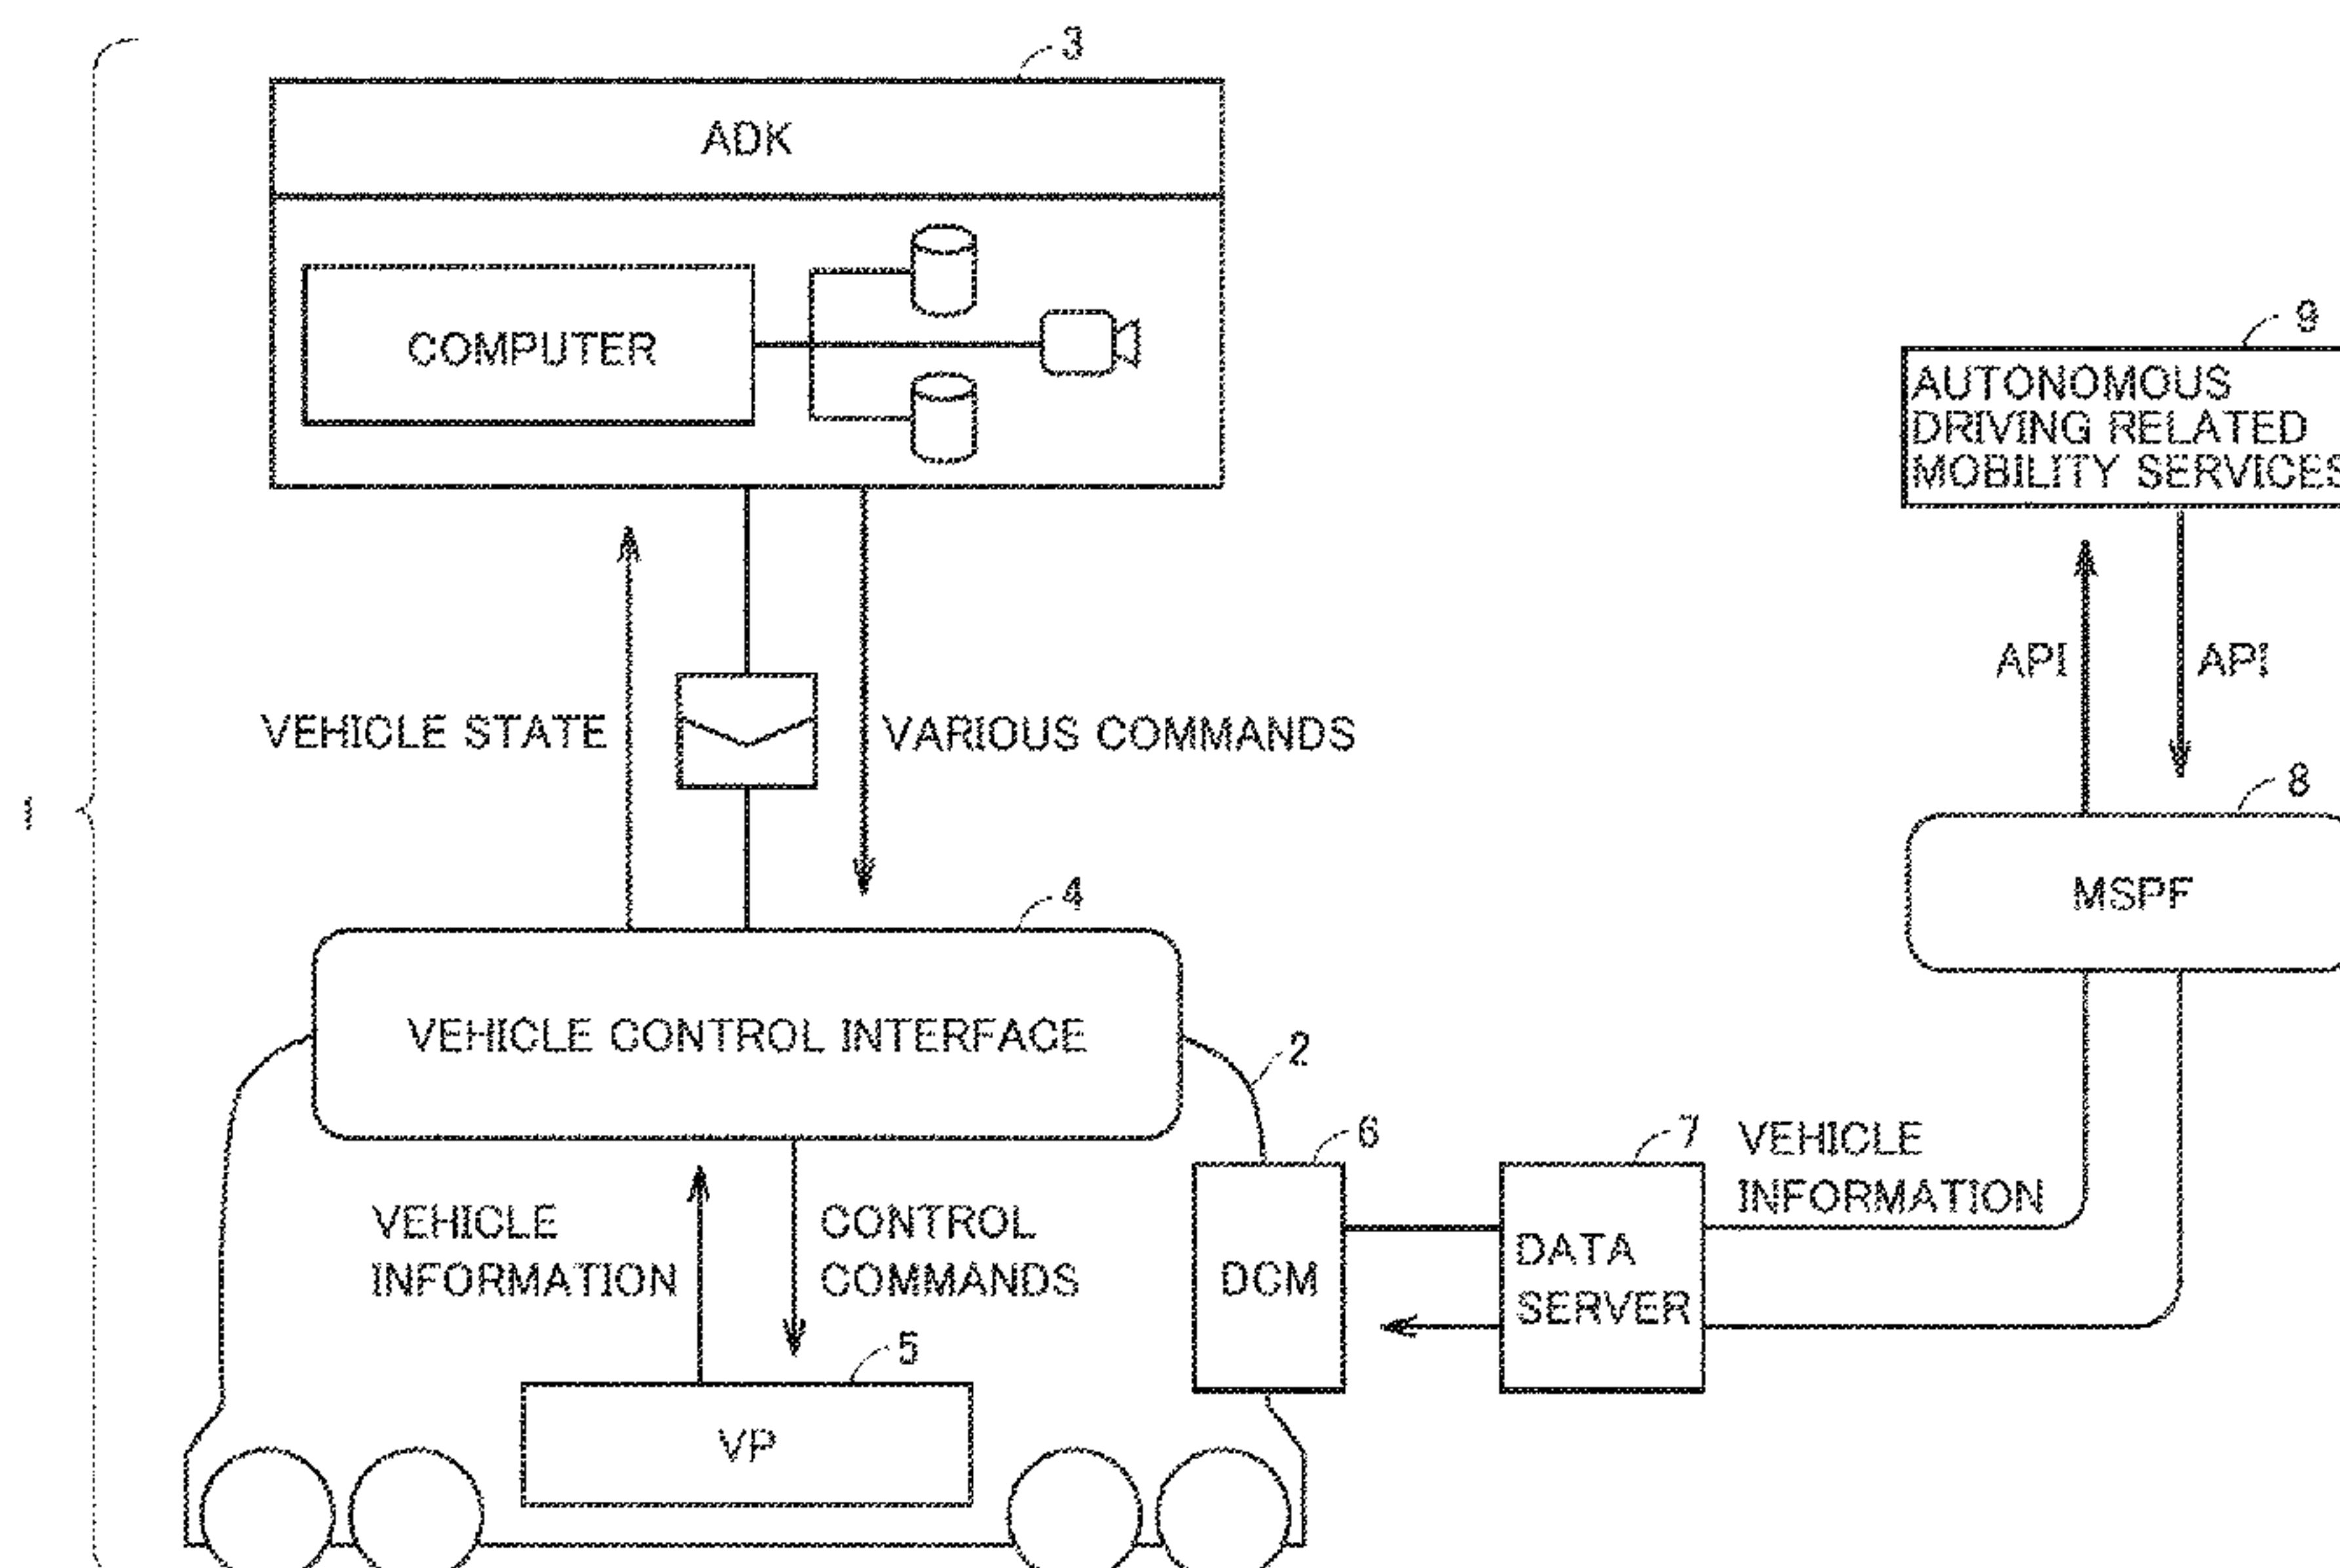 3
ADK
COMPUTER
9
AUTONOMOUS
DRIVING RELATED
MOBILITY SERVICES
API
API
VEHICLE STATE
VARIOUS COMMANDS
1
8
MSPF
4
VEHICLE CONTROL INTERFACE
2
6
7
VEHICLE
INFORMATION
VEHICLE
INFORMATION
CONTROL
COMMANDS
DCM
DATA
SERVER
5
VP